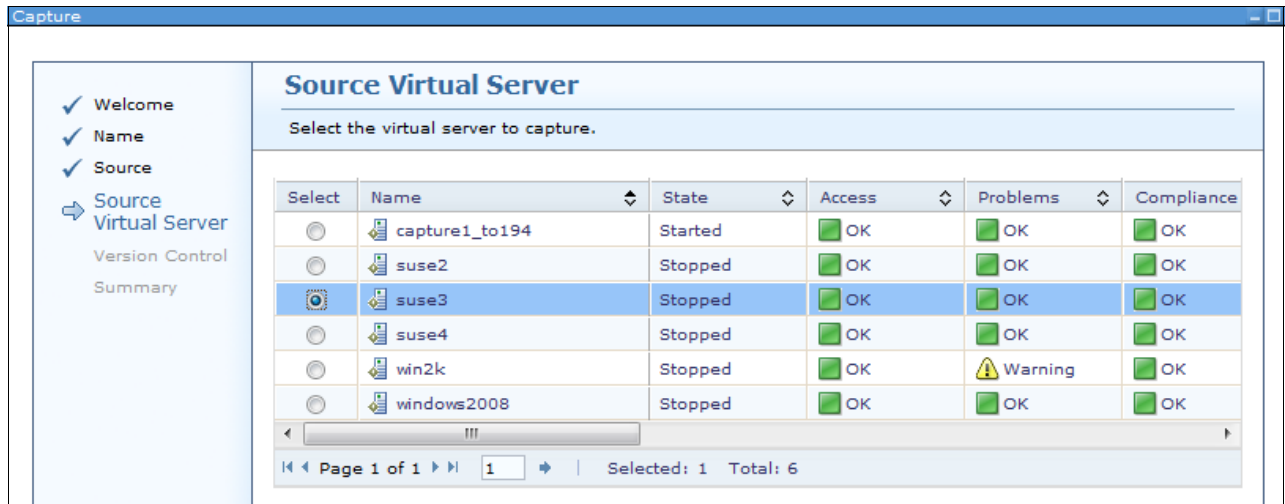 Capture
Welcome
Name
Source
Source
Virtual Server
Version Control
Summary
Source Virtual Server
Select the virtual server to capture.
Select Name State Access Problems Compliance
capture1_to194 Started OK OK OK
suse2 Stopped OK OK OK
suse3 Stopped OK OK OK
suse4 Stopped OK OK OK
win2k Stopped OK Warning OK
windows2008 Stopped OK OK OK
Page 1 of 1 1 | Selected: 1 Total: 6